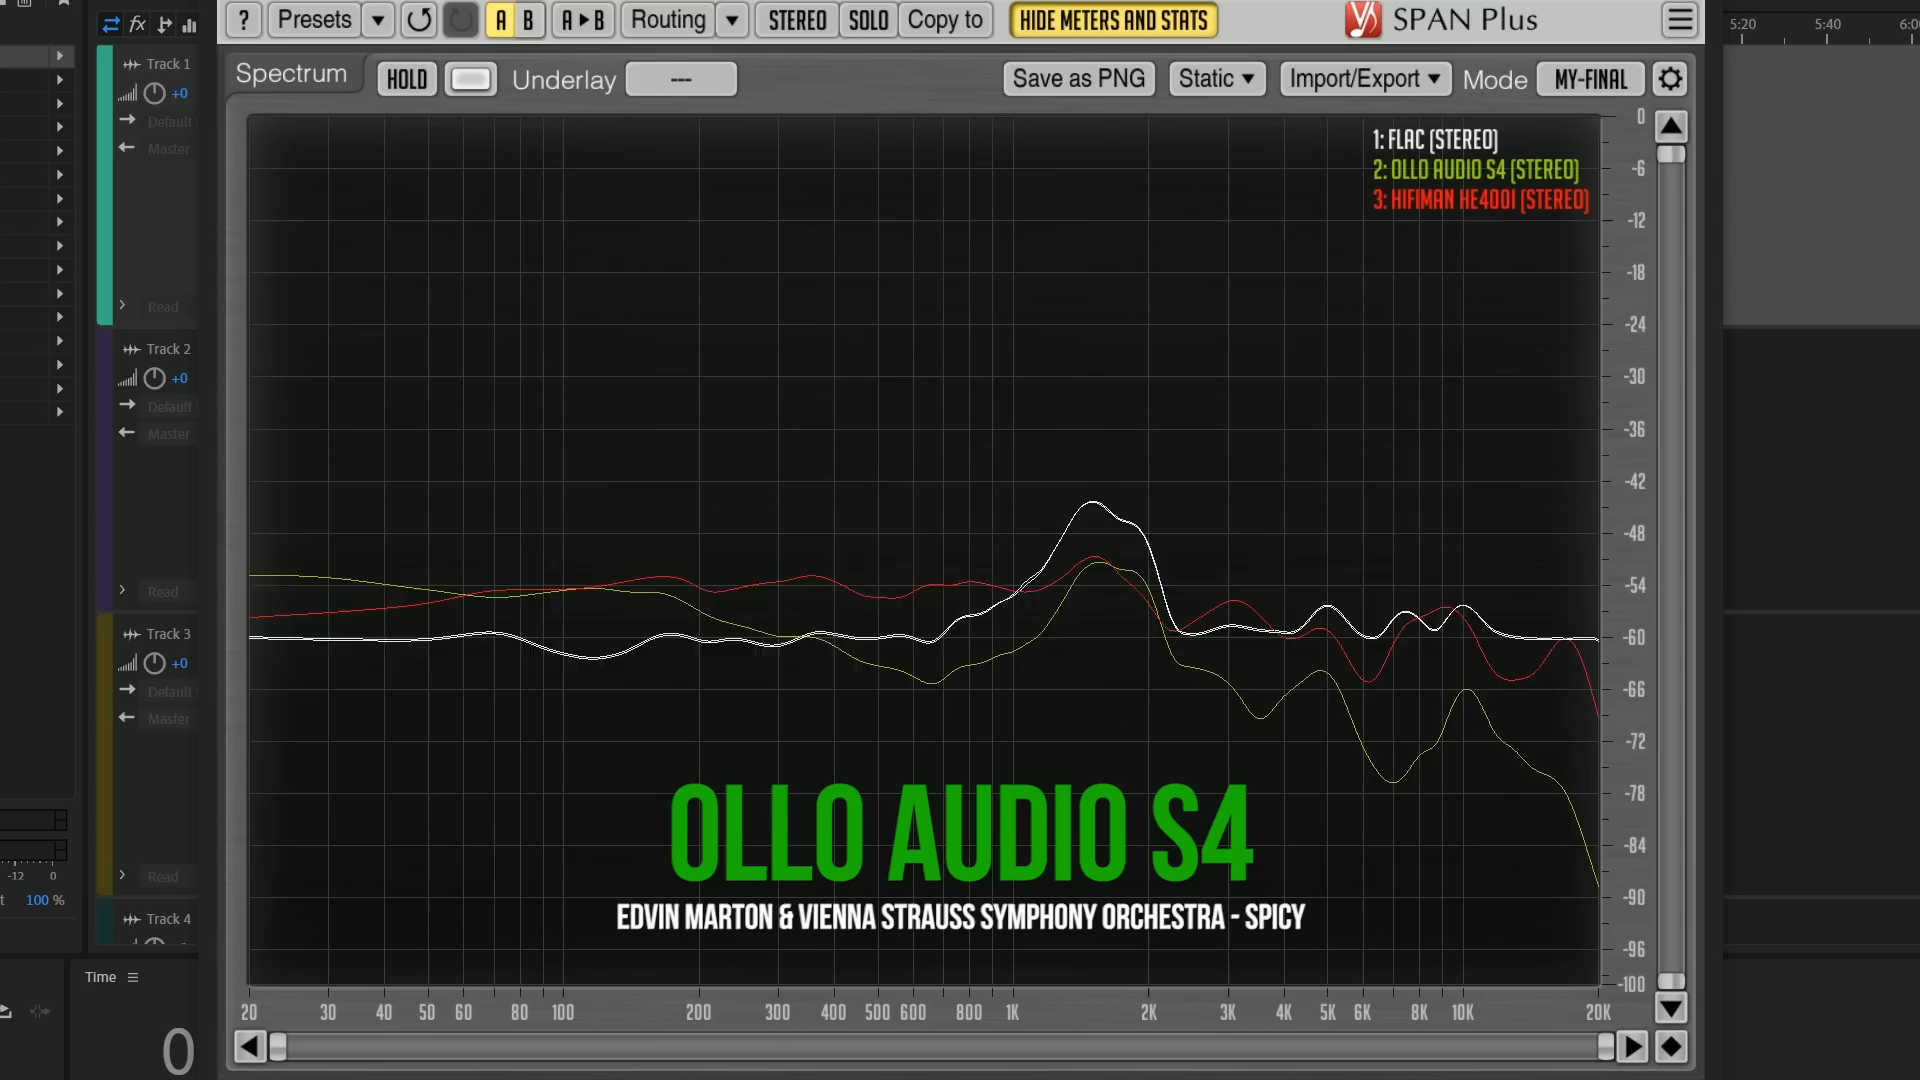 ? Presets A B A▸B Routing STEREO SOLO Copy to HIDE METERS AND STATS SPAN Plus
Spectrum HOLD Underlay --- Save as PNG Static Import/Export Mode MY-FINAL
1: FLAC (STEREO)
2: OLLO AUDIO S4 (STEREO)
3: HIFIMAN HE400I (STEREO)
0
-6
-12
-18
-24
-30
-36
-42
-48
-54
-60
-66
-72
-78
-84
-90
-96
-100
OLLO AUDIO S4
EDVIN MARTON & VIENNA STRAUSS SYMPHONY ORCHESTRA - SPICY
20 30 40 50 60 80 100 200 300 400 500 600 800 1K 2K 3K 4K 5K 6K 8K 10K 20K
fx
Track 1
+0
Default
Master
Read
Track 2
+0
Default
Master
Read
Track 3
+0
Default
Master
Read
Track 4
-12 0
100 %
Time
0
5:20 5:40